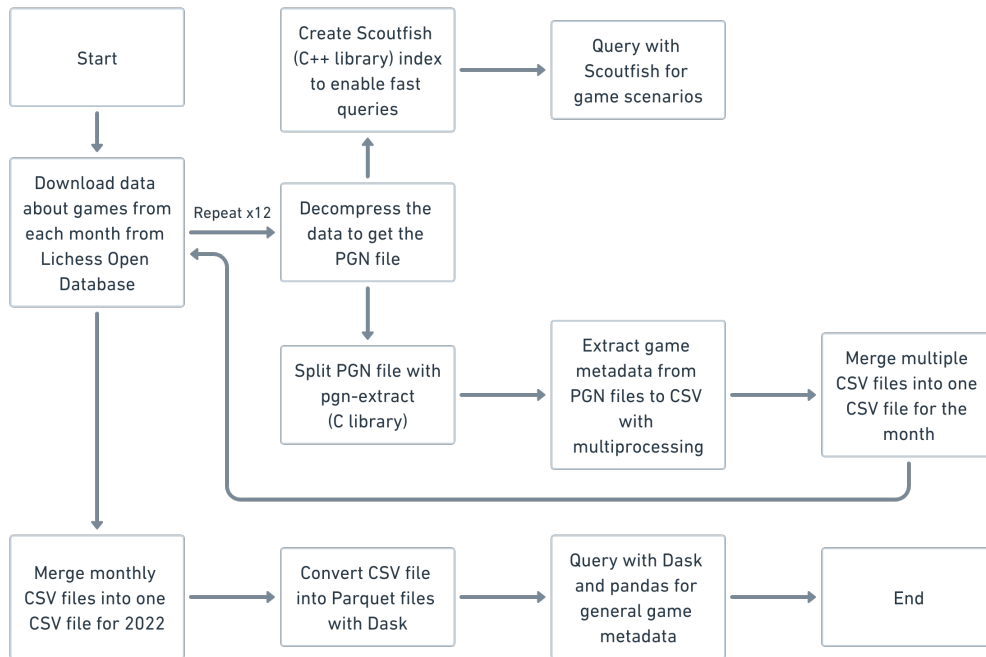 Start
Create Scoutfish
(C++ library) index
to enable fast
queries
Query with
Scoutfish for
game scenarios
Download data
about games from
each month from
Lichess Open
Database
Repeat x12
Decompress the
data to get the
PGN file
Split PGN file with
pgn-extract
(C library)
Extract game
metadata from
PGN files to CSV
with
multiprocessing
Merge multiple
CSV files into one
CSV file for the
month
Merge monthly
CSV files into one
CSV file for 2022
Convert CSV file
into Parquet files
with Dask
Query with Dask
and pandas for
general game
metadata
End